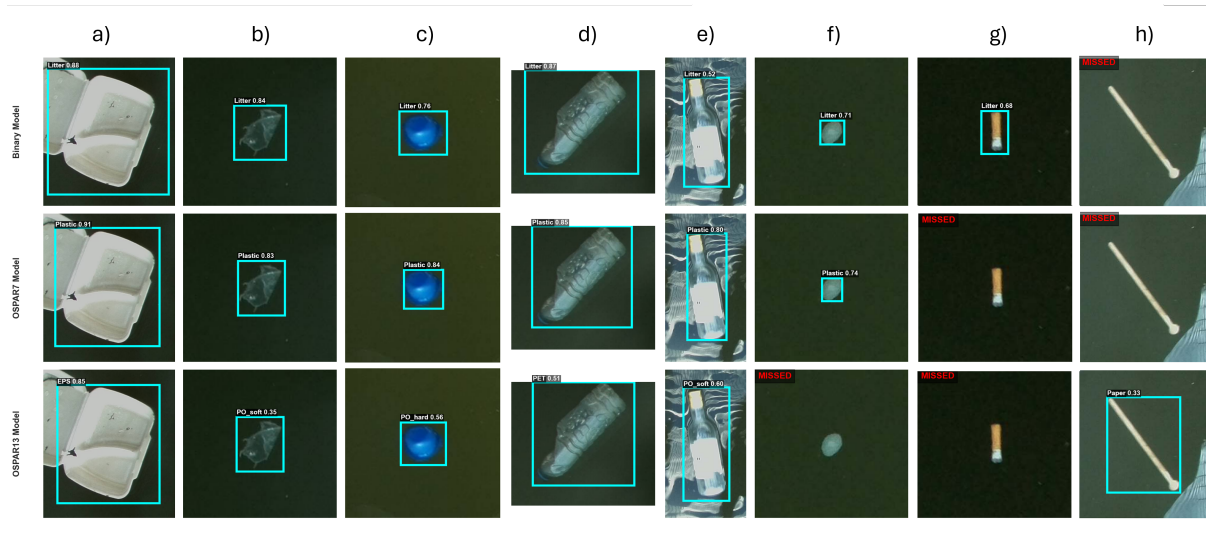 a) b) c) d) e) f) g) h)
Binary Model
Litter 0.88
Litter 0.84
Litter 0.76
Litter 0.87
Litter 0.52
Litter 0.71
Litter 0.68
MISSED
OSPAR7 Model
Plastic 0.91
Plastic 0.83
Plastic 0.84
Plastic 0.85
Plastic 0.80
Plastic 0.74
MISSED
MISSED
OSPAR13 Model
EPS 0.85
PO_soft 0.35
PO_hard 0.56
PET 0.51
PO_soft 0.60
MISSED
MISSED
Paper 0.33